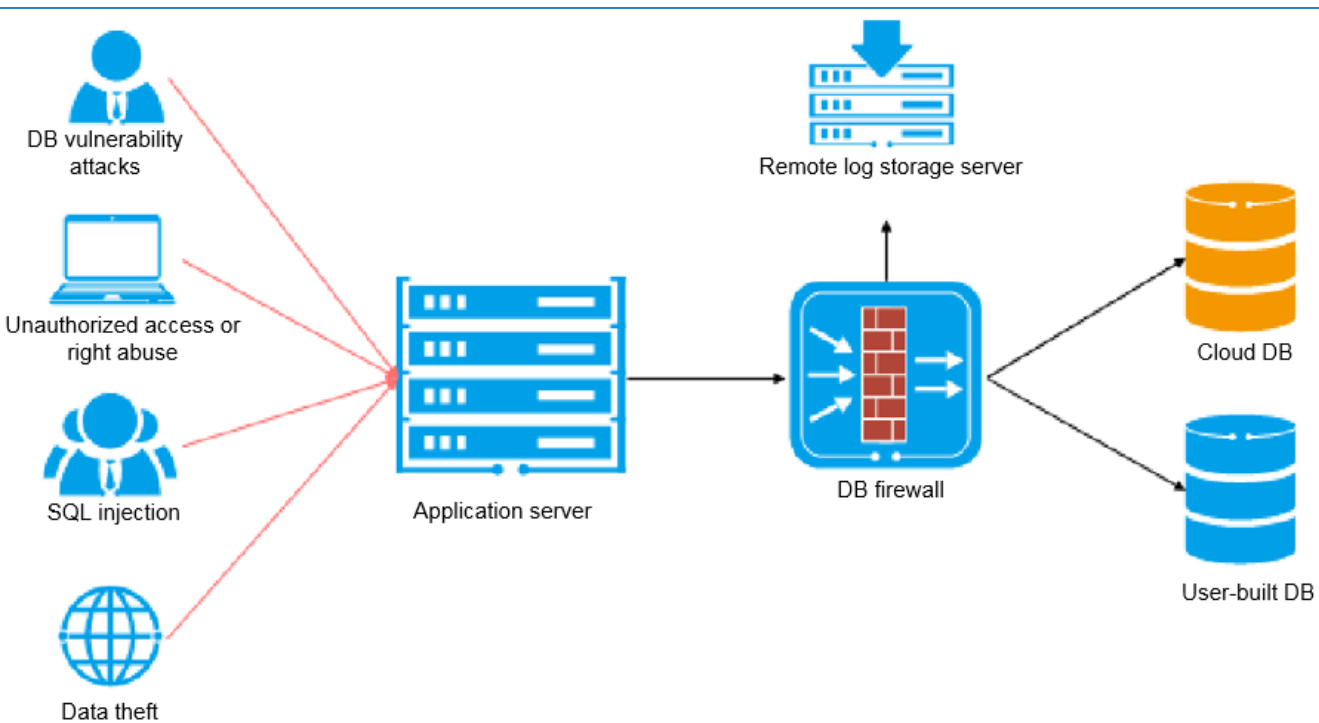 DB vulnerability
attacks
Unauthorized access or
right abuse
SQL injection
Data theft
Application server
Remote log storage server
DB firewall
Cloud DB
User-built DB